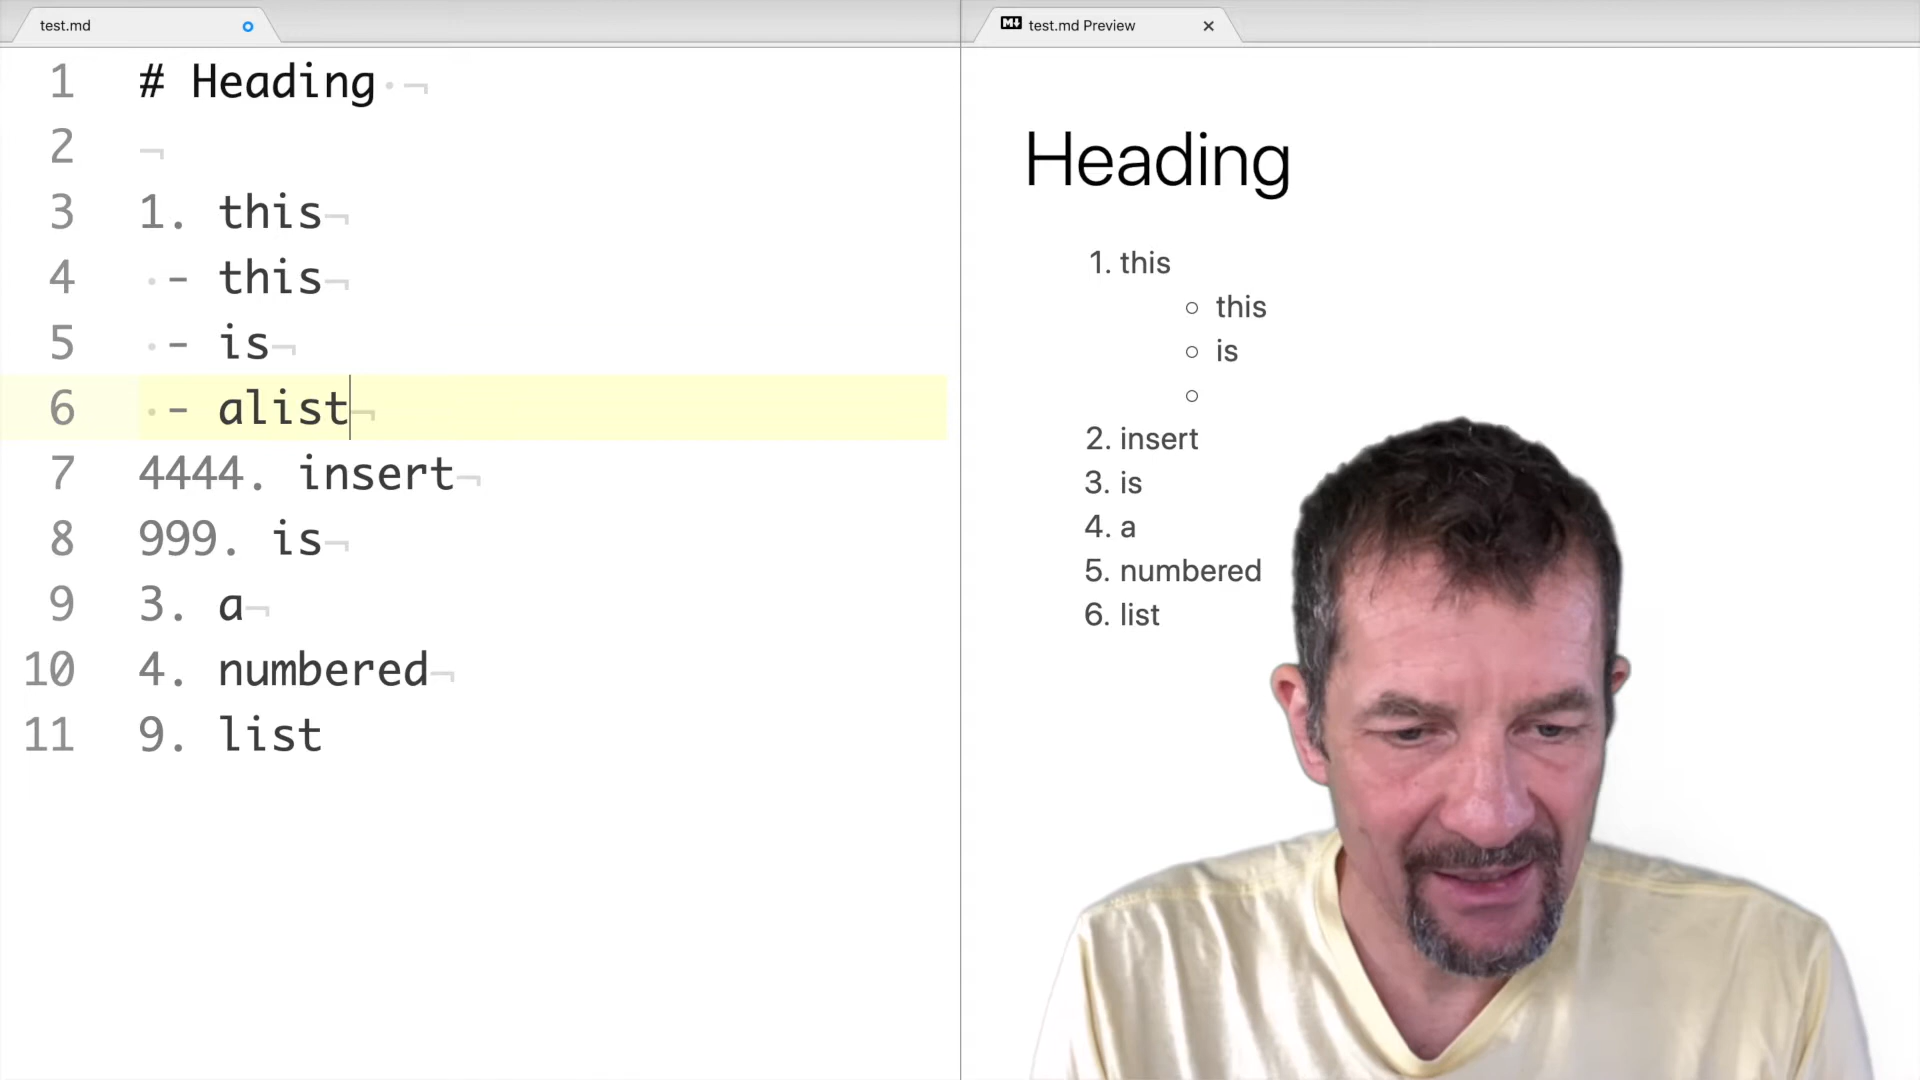 test.md
1 # Heading
2
3 1. this
4 - this
5 - is
6 - alist
7 4444. insert
8 999. is
9 3. a
10 4. numbered
11 9. list
M test.md Preview
Heading
1. this
this
is
2. insert
3. is
4. a
5. numbered
6. list